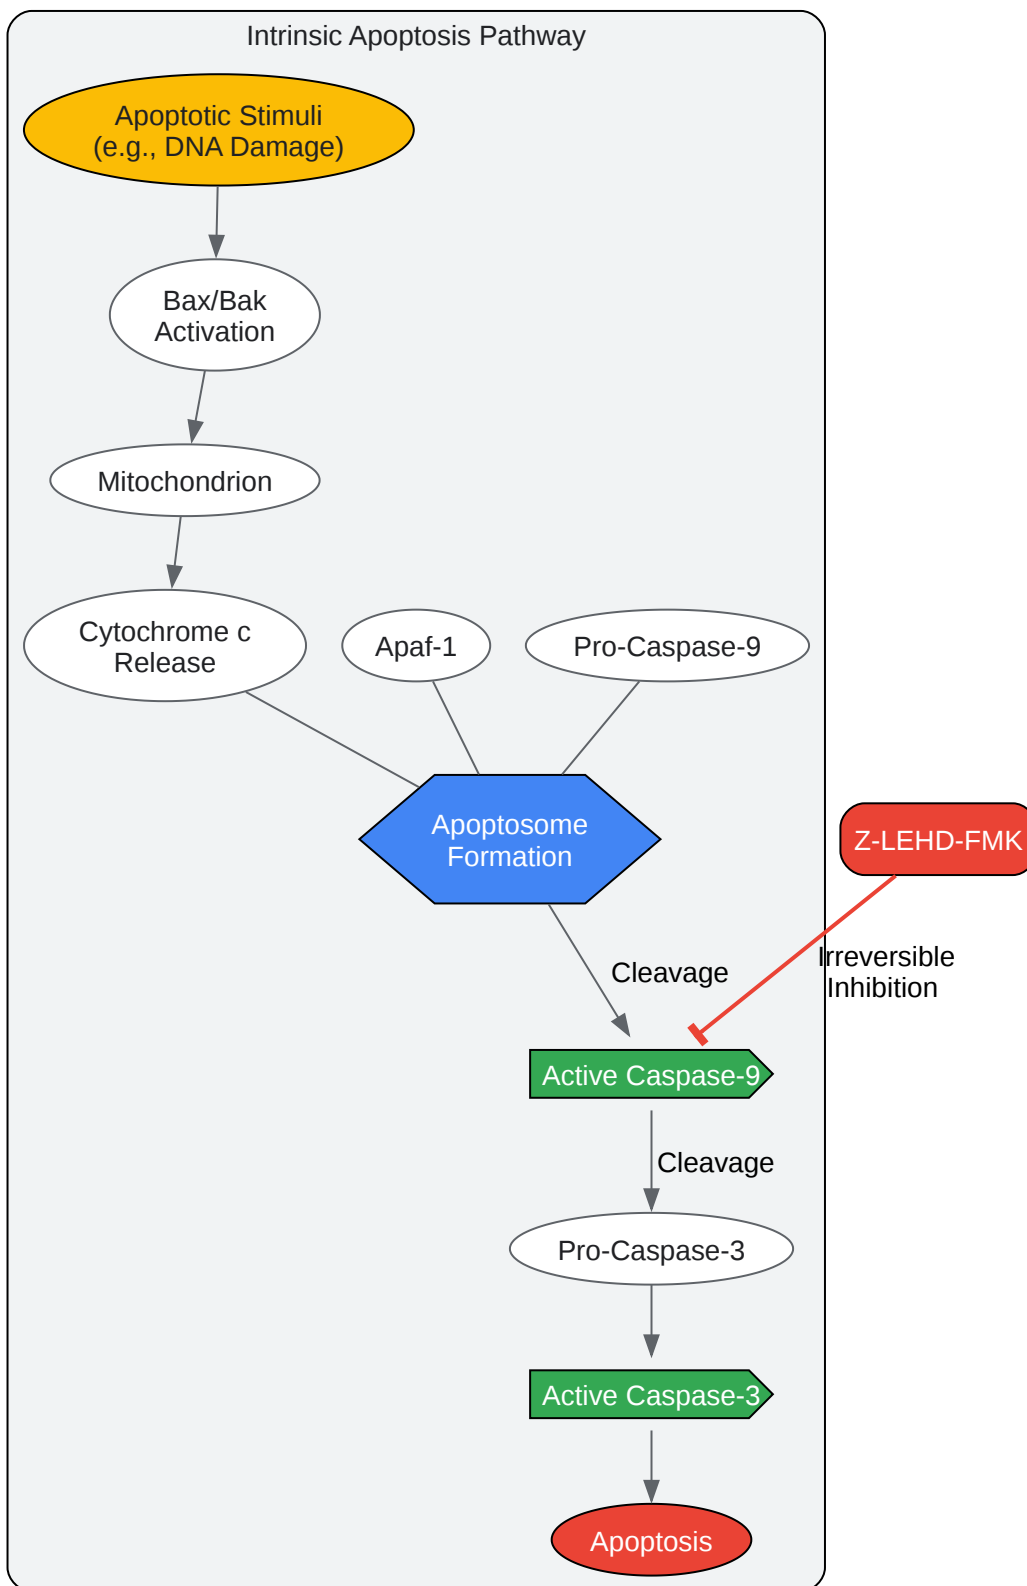 Intrinsic Apoptosis Pathway
Apoptotic Stimuli
(e.g., DNA Damage)
Bax/Bak
Activation
Mitochondrion
Cytochrome c
Release
Apaf-1
Pro-Caspase-9
Apoptosome
Formation
Z-LEHD-FMK
Irreversible
Inhibition
Cleavage
Active Caspase-9
Cleavage
Pro-Caspase-3
Active Caspase-3
Apoptosis